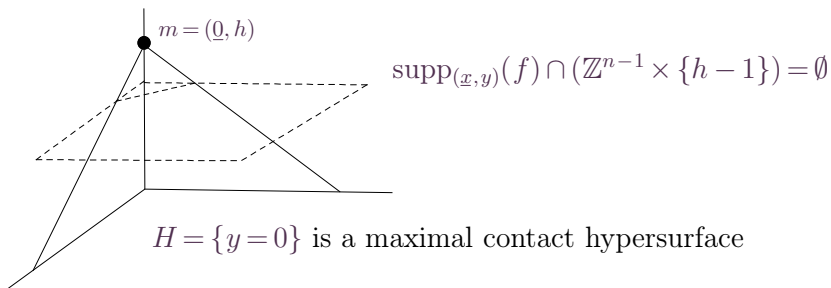 m = (0, h)
supp_{(x,y)}(f) ∩ (ℤ^{n−1} × {h − 1}) = ∅
H = {y = 0} is a maximal contact hypersurface